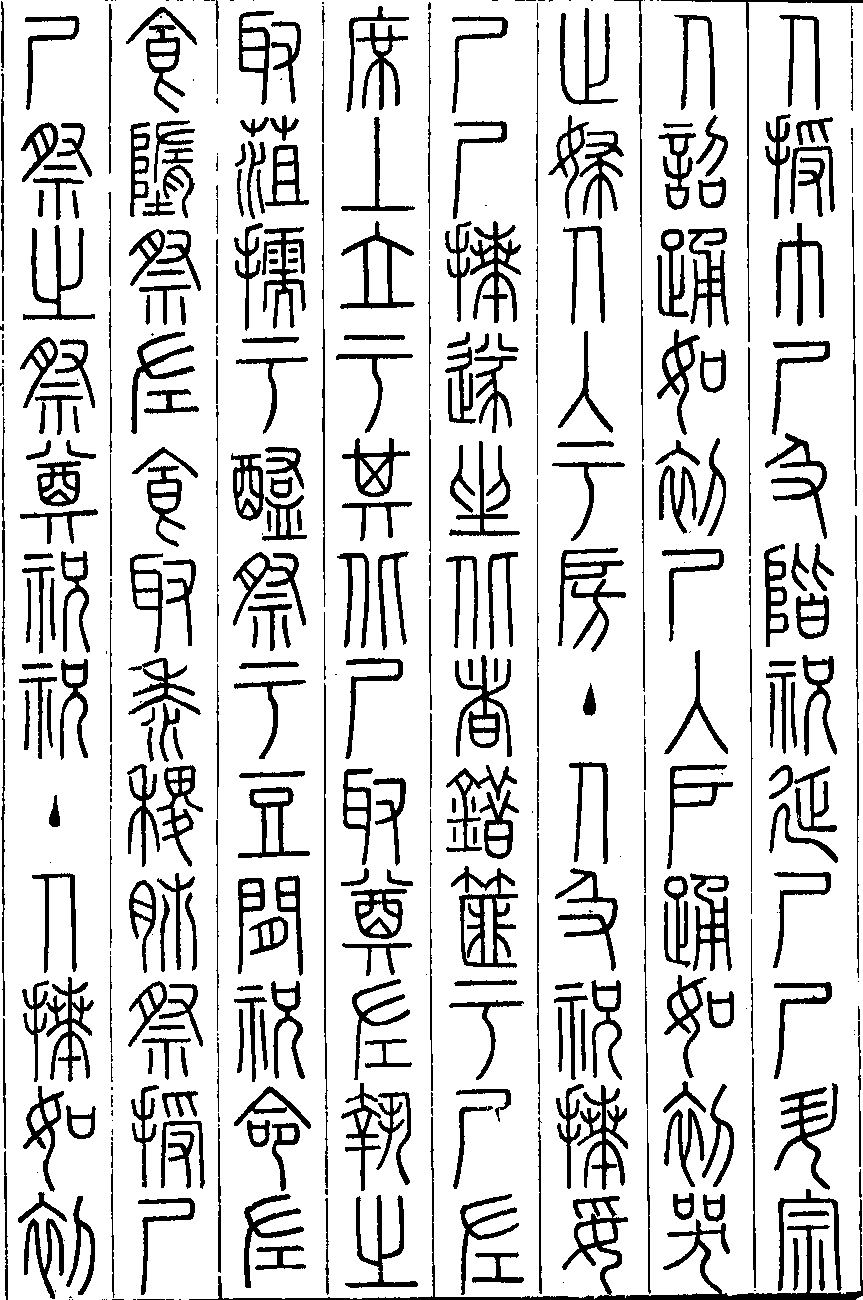 人授巾尸及階祝延尸尸升宗
人詔踊如初尸入戶踊如初哭
止婦人入于房主人及祝拜妥
尸尸拜遂坐从者錯篚于尸左
席上立于其北尸取奠左執之
取菹擩于醢祭于豆間祝命左
食墮祭左食取黍稷肺祭授尸
尸祭之祭奠祝祝主人拜如初